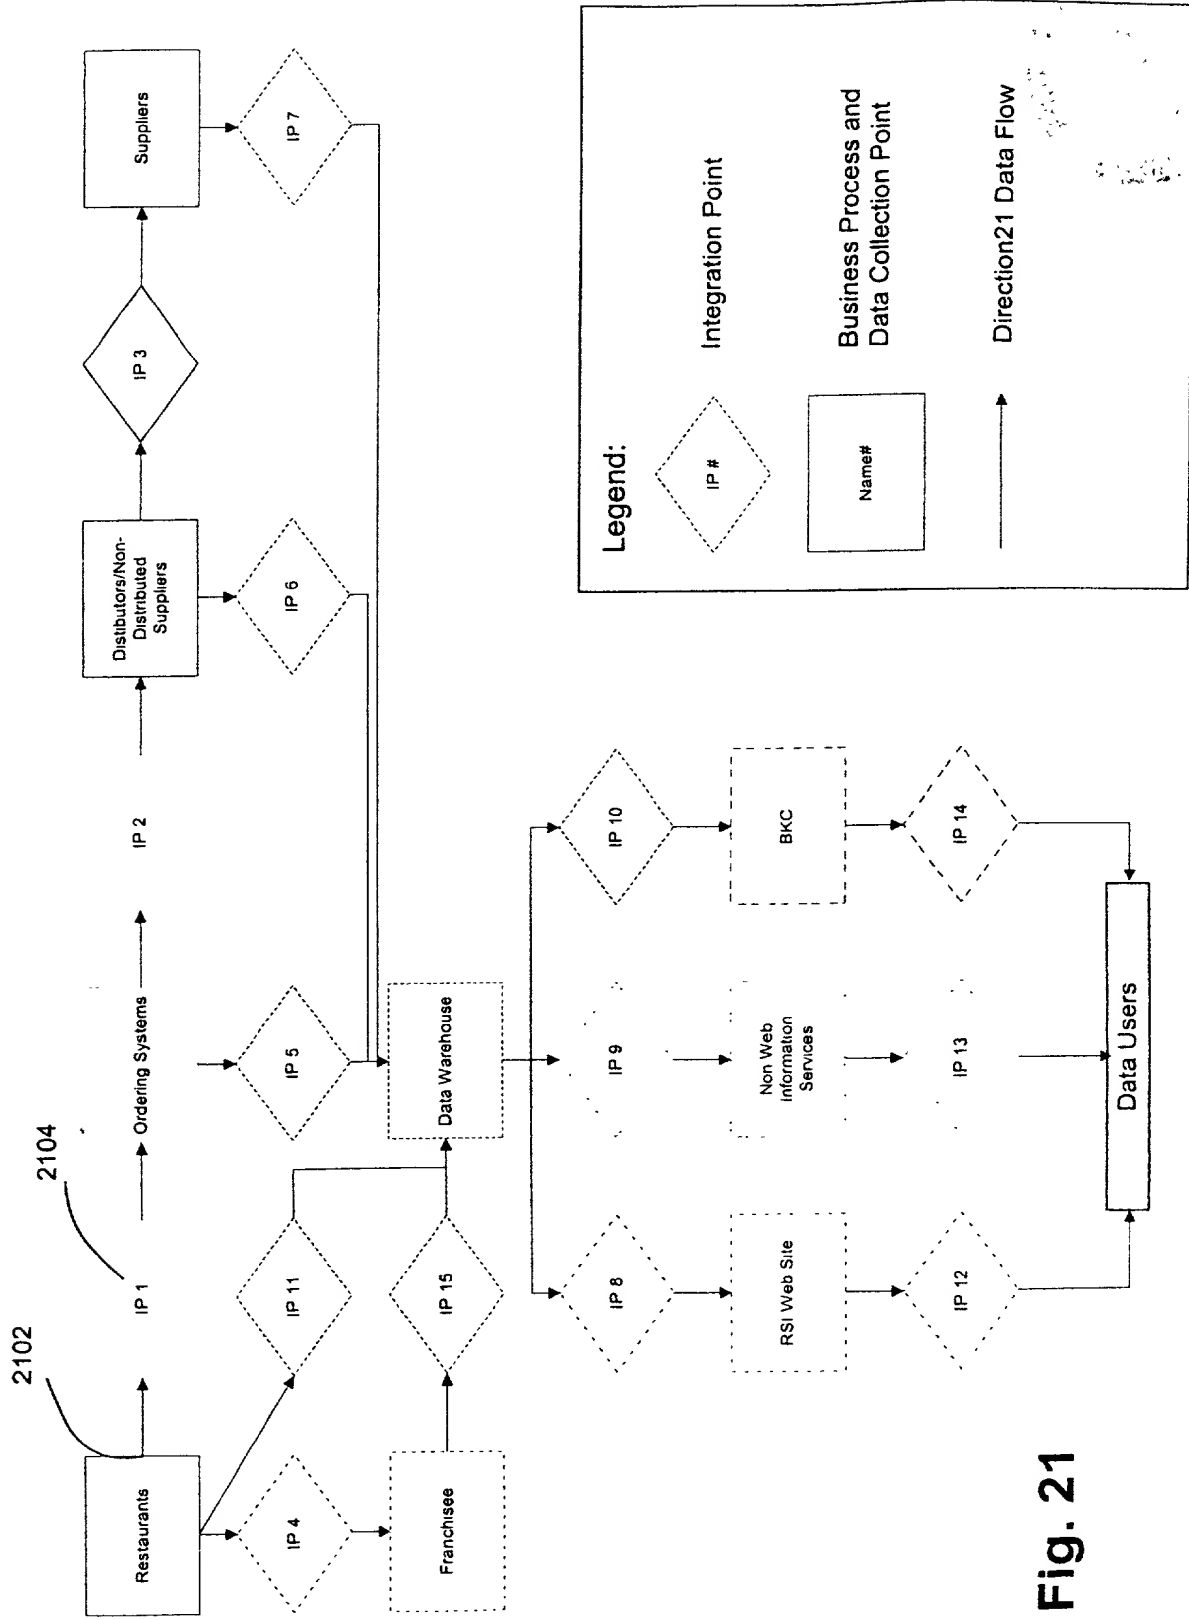 2102
2104
Restaurants
IP 1
Ordering Systems
IP 2
Distibutors/Non-
Distributed
Suppliers
IP 3
Suppliers
IP 4
IP 11
IP 5
IP 6
IP 7
Franchisee
IP 15
Data Warehouse
IP 8
IP 9
IP 10
RSI Web Site
Non Web
Information
Services
BKC
IP 12
IP 13
IP 14
Data Users
Legend:
IP #
Integration Point
Name#
Business Process and
Data Collection Point
Direction21 Data Flow
Fig. 21